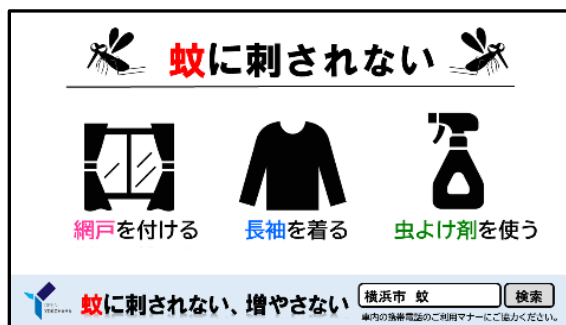 蚊に刺されない
網戸を付ける
長袖を着る
虫よけ剤を使う
蚊に刺されない、増やさない
横浜市 蚊
検索
車内の携帯電話のご利用マナーにご協力ください。